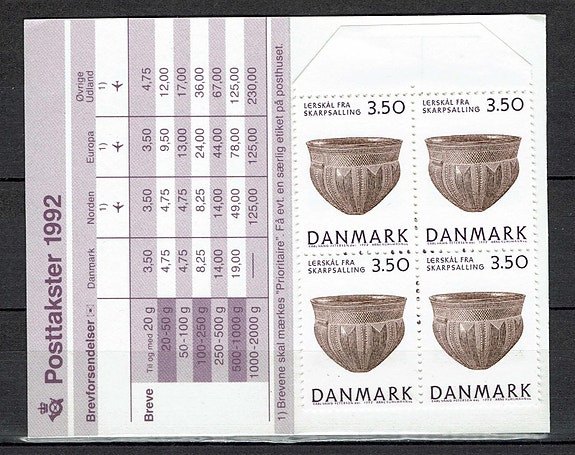 Posttakster 1992
Brevforsendelser Danmark Norden Europa Øvrige Udland
1) 1) 1)
Breve Til og med 20 g 3,50 3,50 3,50 4,75
20-50 g 4,75 4,75 9,50 12,00
50-100 g 4,75 4,75 13,00 17,00
100-250 g 8,25 8,25 24,00 36,00
250-500 g 14,00 14,00 44,00 67,00
500-1000 g 19,00 49,00 78,00 125,00
1000-2000 g — 125,00 125,00 230,00
1) Brevene skal mærkes "Prioritaire". Få evt. en særlig etiket på posthuset.
LERSKÅL FRA SKARPSALLING 3.50
DANMARK
LERSKÅL FRA SKARPSALLING 3.50
DANMARK
LERSKÅL FRA SKARPSALLING 3.50
DANMARK
LERSKÅL FRA SKARPSALLING 3.50
DANMARK